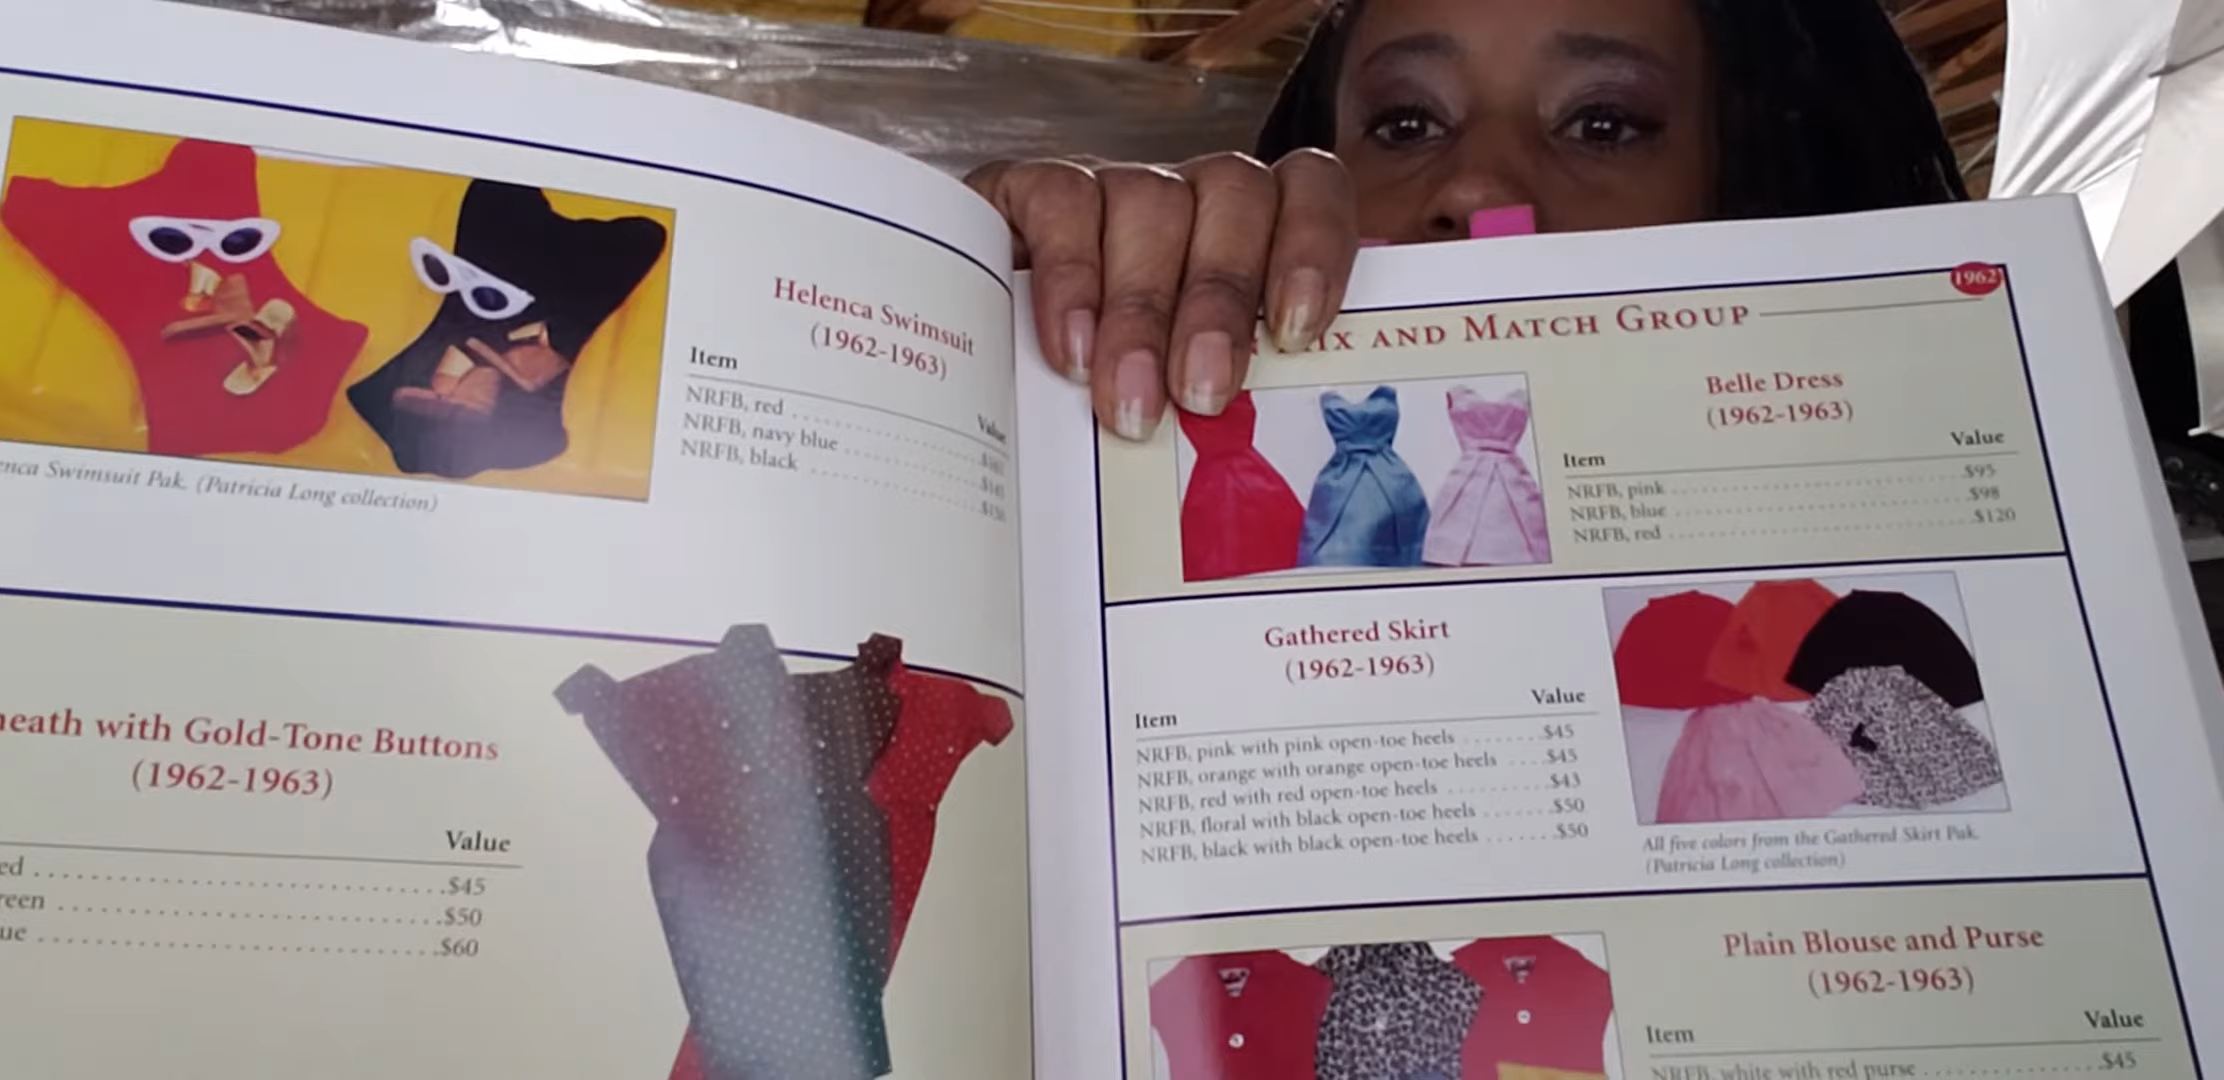 Helenca Swimsuit
(1962-1963)
Item
Value
NRFB, red
NRFB, navy blue
NRFB, black
enca Swimsuit Pak. (Patricia Long collection)
heath with Gold-Tone Buttons
(1962-1963)
Value
ed $45
reen $50
ue $60
1962
IX AND MATCH GROUP
Belle Dress
(1962-1963)
Item Value
NRFB, pink $95
NRFB, blue $98
NRFB, red $120
Gathered Skirt
(1962-1963)
Item Value
NRFB, pink with pink open-toe heels $45
NRFB, orange with orange open-toe heels $45
NRFB, red with red open-toe heels $43
NRFB, floral with black open-toe heels $50
NRFB, black with black open-toe heels $50
All five colors from the Gathered Skirt Pak.
(Patricia Long collection)
Plain Blouse and Purse
(1962-1963)
Item Value
NRFB, white with red purse $45